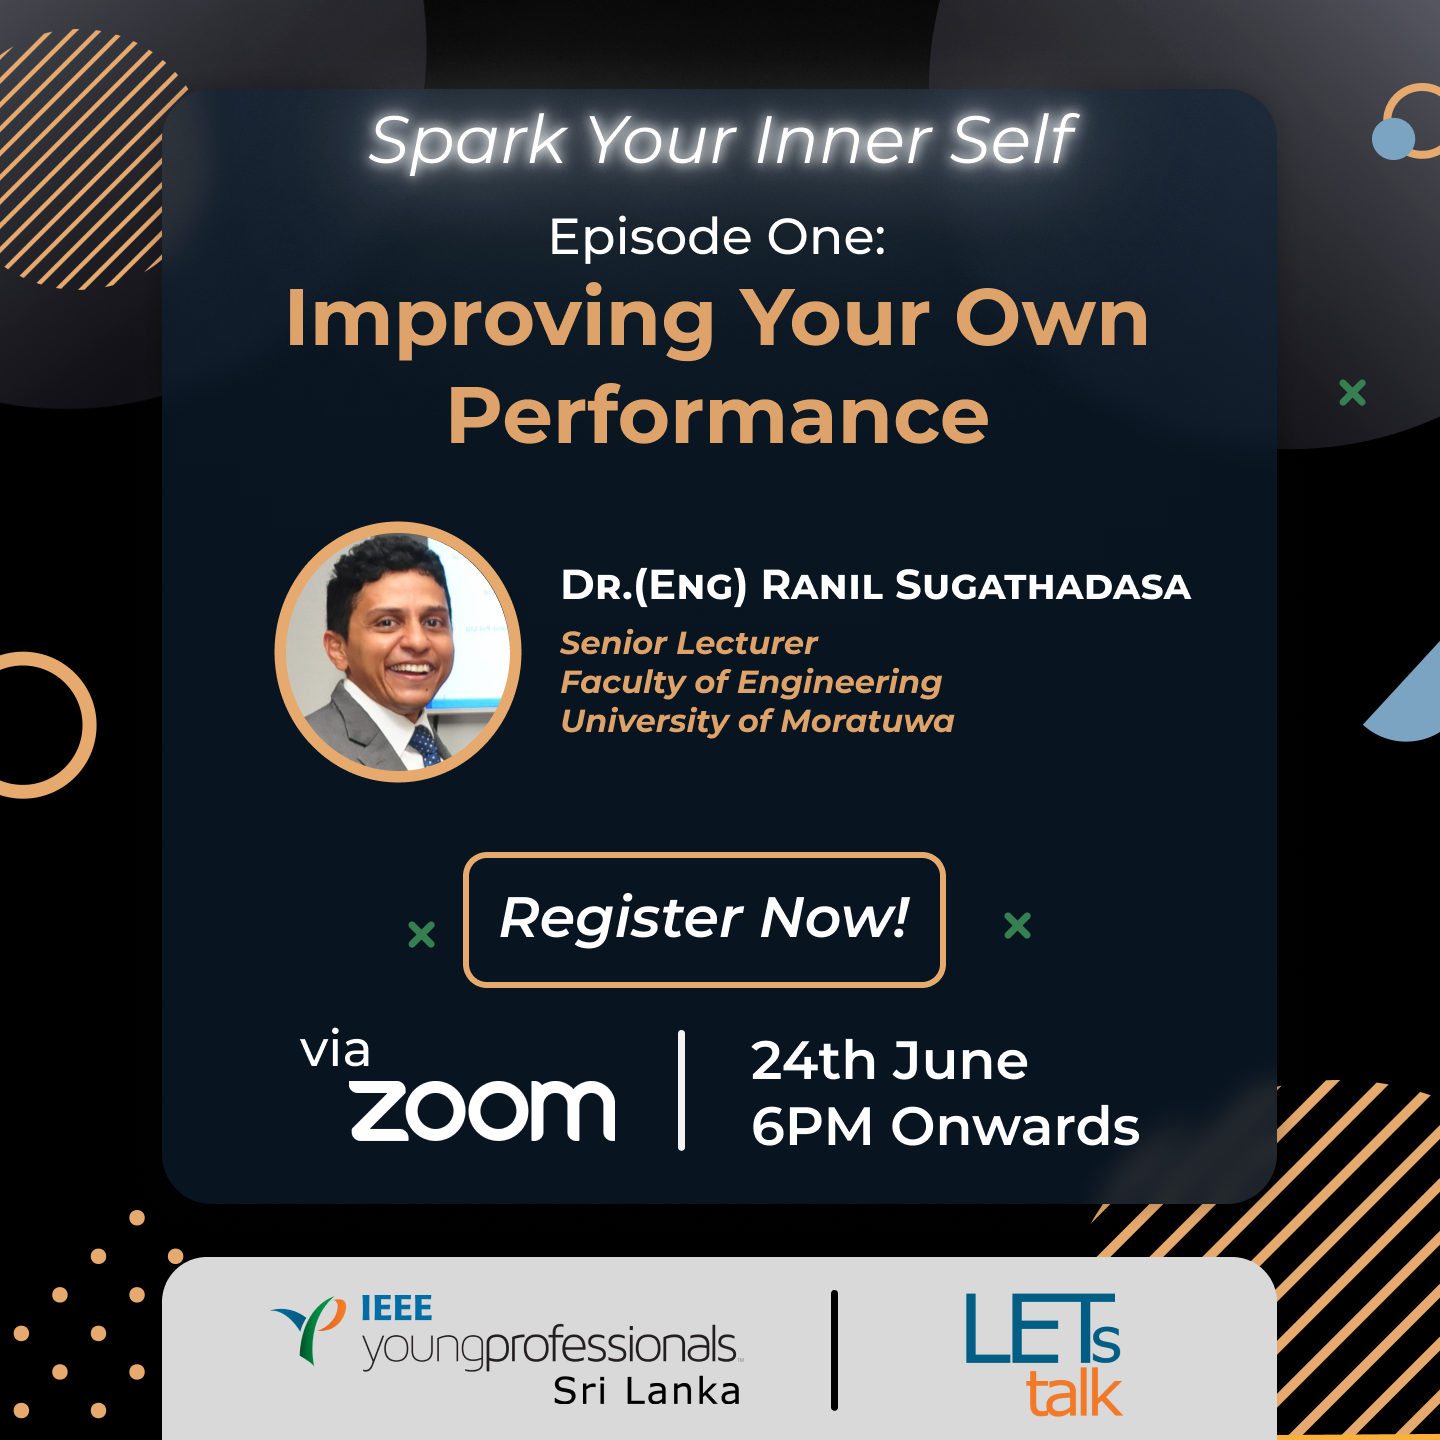 Spark Your Inner Self
Episode One:
Improving Your Own
Performance
Dr.(Eng) Ranil Sugathadasa
Senior Lecturer
Faculty of Engineering
University of Moratuwa
Register Now!
via
zoom
24th June
6PM Onwards
IEEE
youngprofessionals
Sri Lanka
LETs
talk